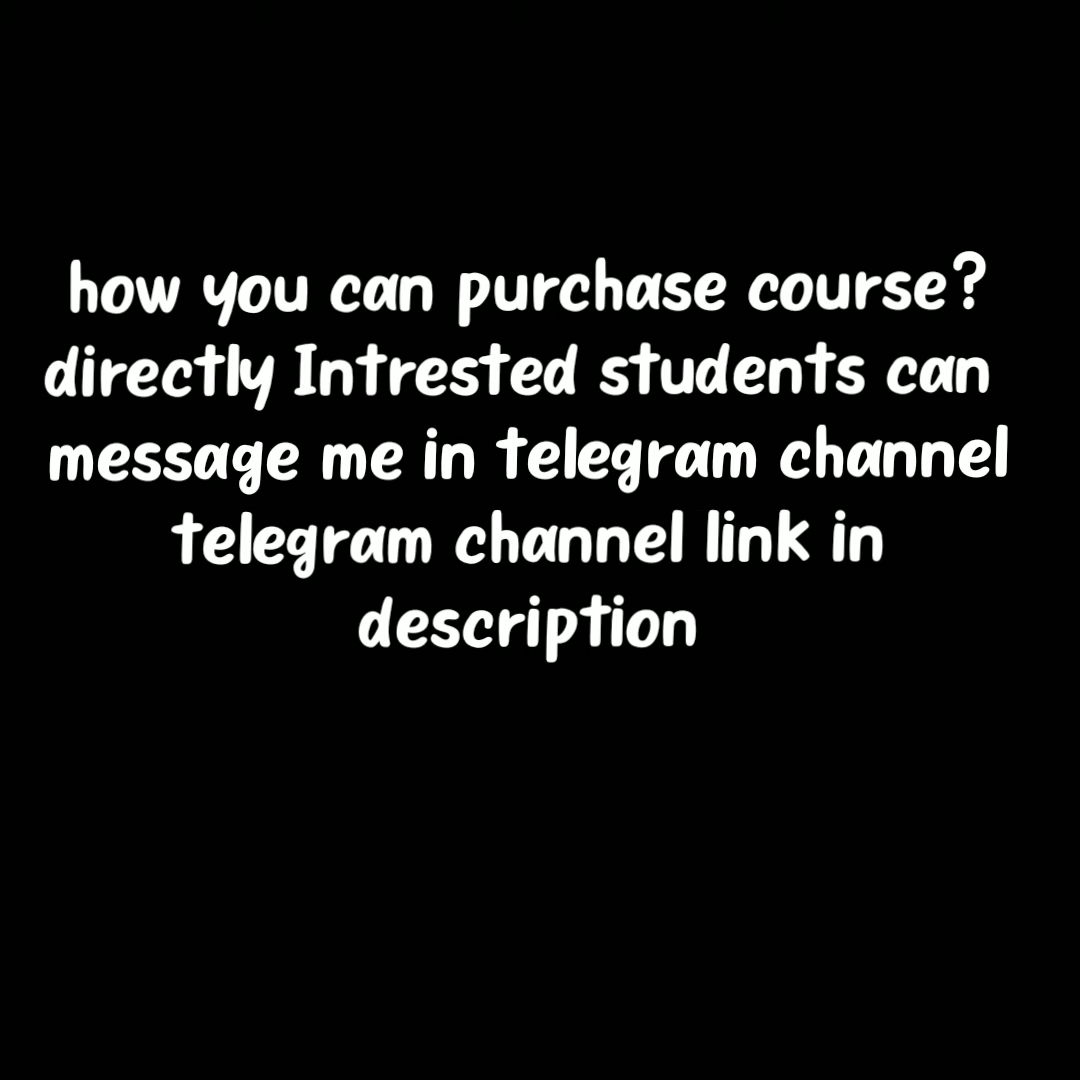 how you can purchase course?
directly Intrested students can
message me in telegram channel
telegram channel link in
description